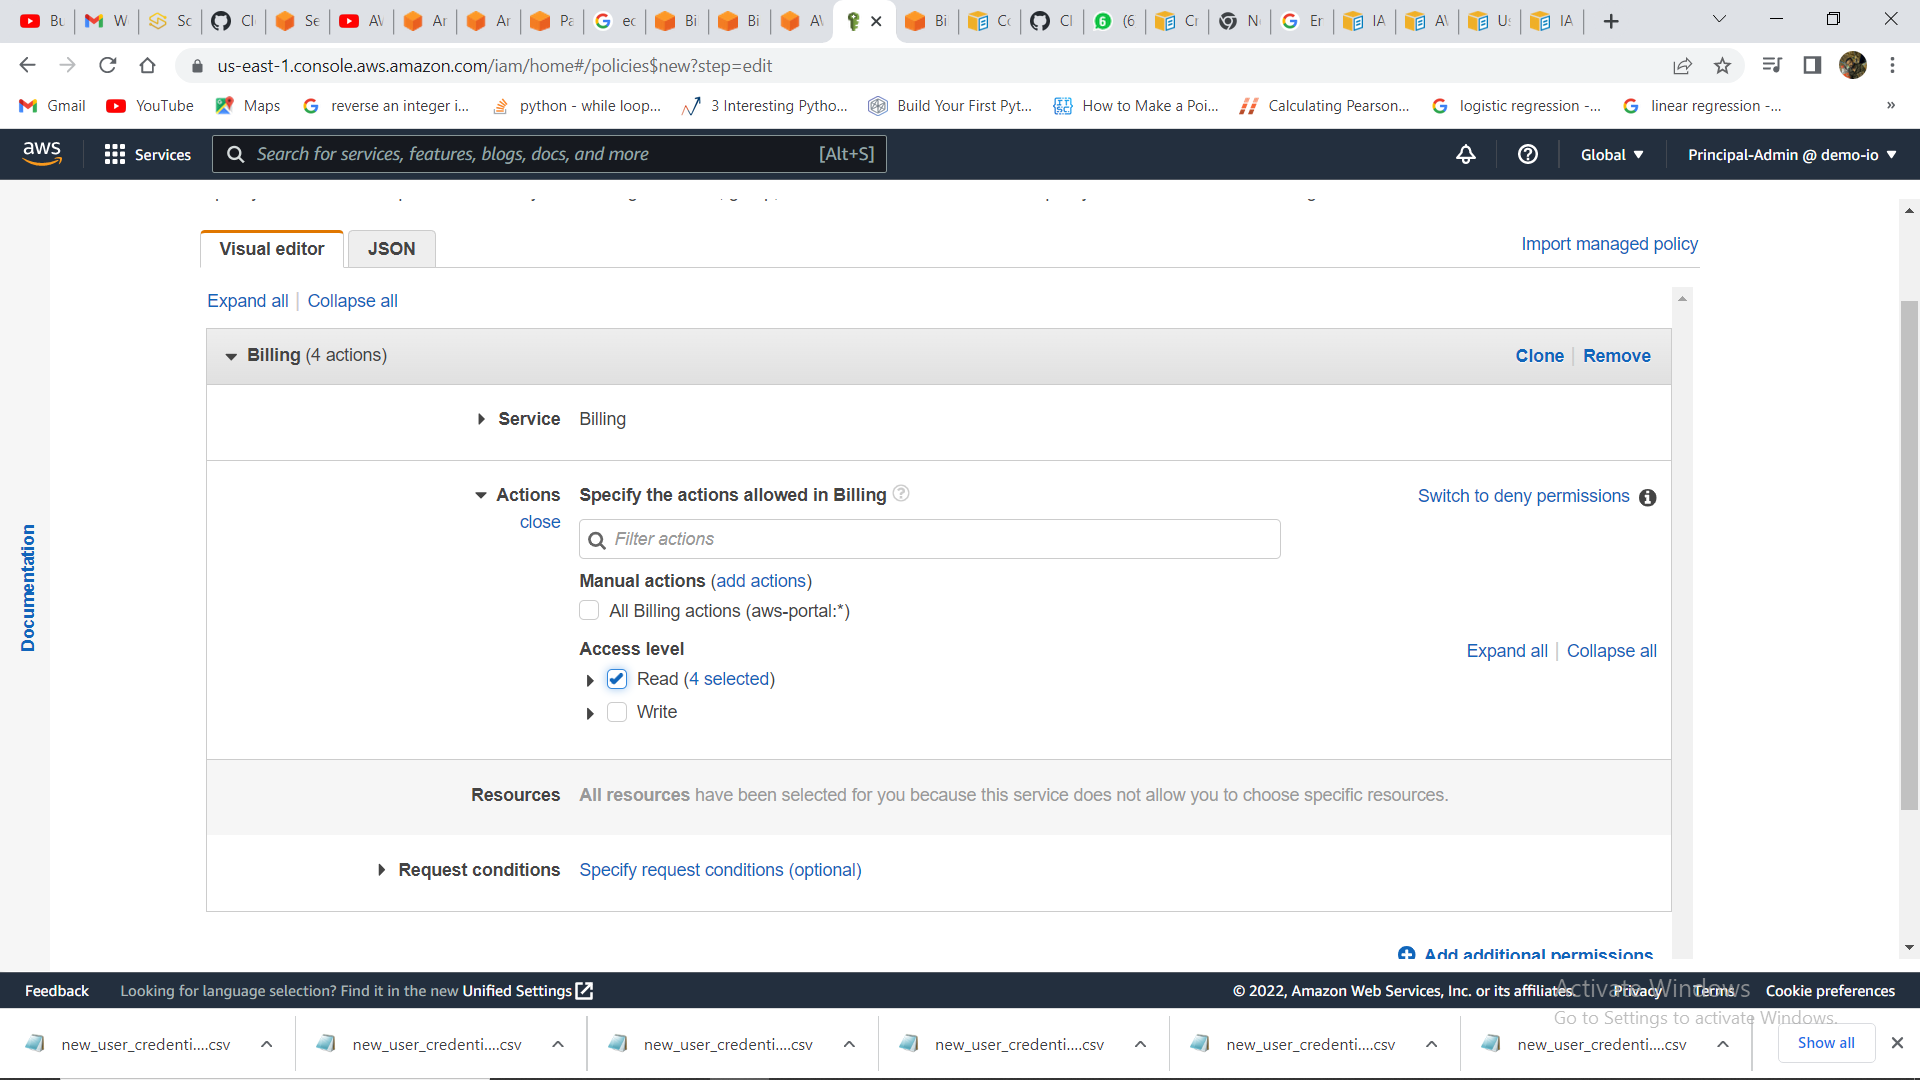 Bu
W
Sc
Cl
Se
AV
Ar
Ar
Pa
ec
Bi
Bi
AV
Bi
Cc
Cl
(6
Cr
N
Er
IA
AV
Us
IA
us-east-1.console.aws.amazon.com/iam/home#/policies$new?step=edit
Gmail
YouTube
Maps
reverse an integer i...
python - while loop...
3 Interesting Pytho...
Build Your First Pyt...
How to Make a Poi...
Calculating Pearson...
logistic regression -...
linear regression -...
»
aws
Services
Search for services, features, blogs, docs, and more
[Alt+S]
Global ▼
Principal-Admin @ demo-io ▼
Visual editor
JSON
Import managed policy
Expand all | Collapse all
Billing (4 actions)
Clone | Remove
Service
Billing
Actions
close
Specify the actions allowed in Billing
Switch to deny permissions
Filter actions
Manual actions (add actions)
All Billing actions (aws-portal:*)
Access level
Expand all | Collapse all
Read (4 selected)
Write
Resources
All resources have been selected for you because this service does not allow you to choose specific resources.
Request conditions
Specify request conditions (optional)
Add additional permissions
Documentation
Feedback
Looking for language selection? Find it in the new Unified Settings
© 2022, Amazon Web Services, Inc. or its affiliates.
Privacy
Terms
Cookie preferences
Activate Windows
Go to Settings to activate Windows.
new_user_credenti....csv
new_user_credenti....csv
new_user_credenti....csv
new_user_credenti....csv
new_user_credenti....csv
new_user_credenti....csv
Show all